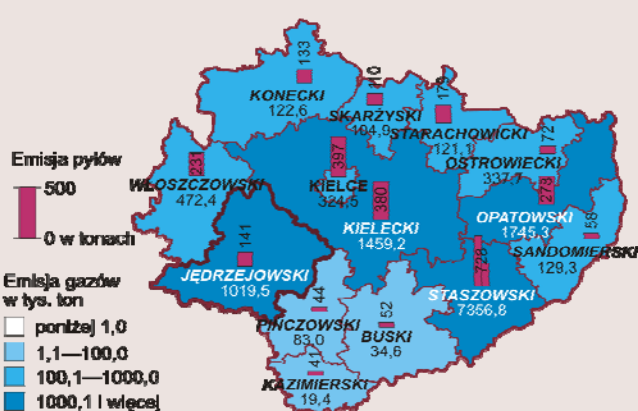 133
KONECKI
122,6
110
SKARŻYSKI
104,9
179
STARACHOWICKI
121,1
72
OSTROWIECKI
337,7
231
WŁOSZCZOWSKI
472,4
397
KIELCE
324,5
380
KIELECKI
1459,2
273
OPATOWSKI
1745,3
58
SANDOMIERSKI
129,3
141
JĘDRZEJOWSKI
1019,5
728
STASZOWSKI
7356,8
44
PIŃCZOWSKI
83,0
52
BUSKI
34,6
41
KAZIMIERSKI
19,4
Emisja pyłów
500
0 w tonach
Emisja gazów
w tys. ton
poniżej 1,0
1,1—100,0
100,1—1000,0
1000,1 i więcej